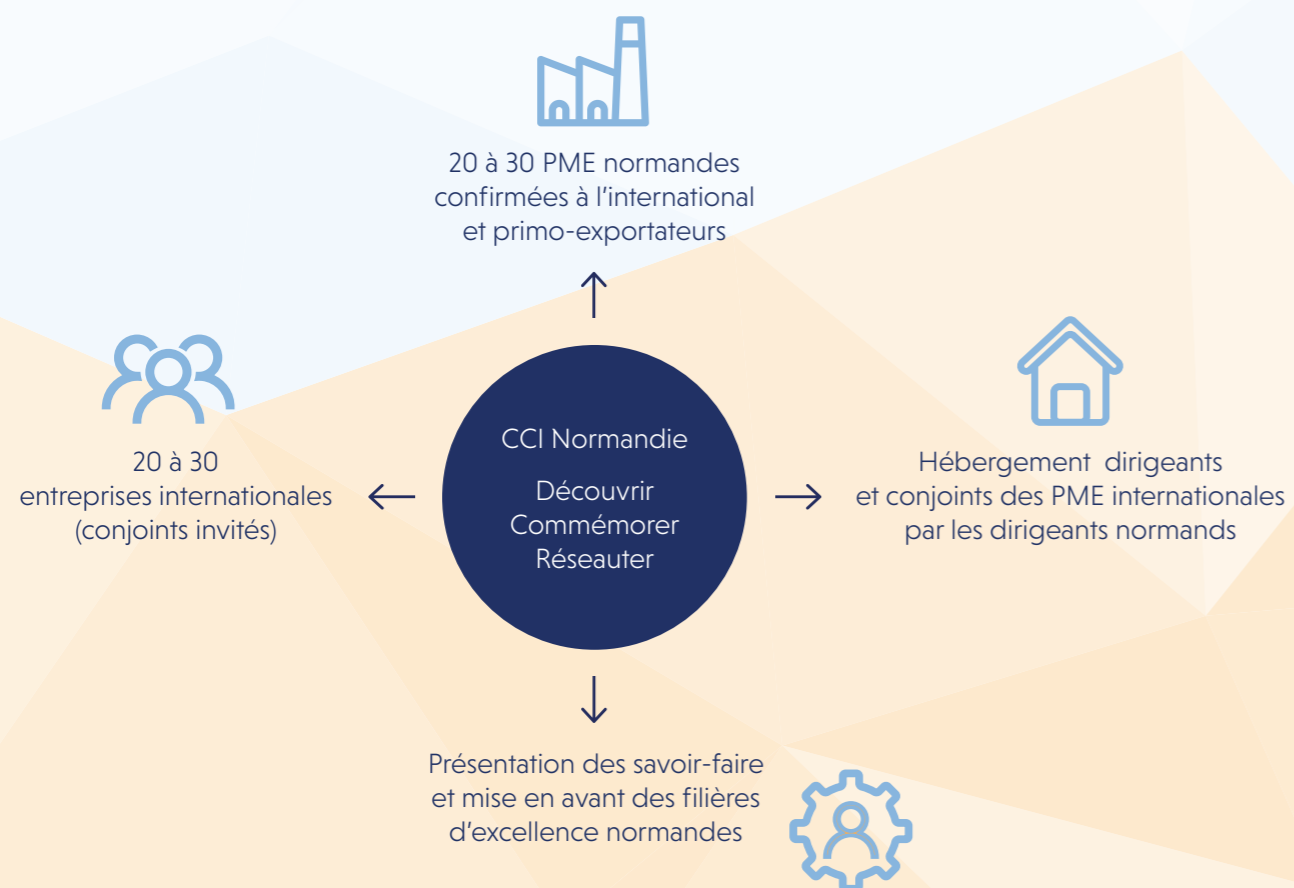 20 à 30 PME normandes
confirmées à l'international
et primo-exportateurs
20 à 30
entreprises internationales
(conjoints invités)
CCI Normandie
Découvrir
Commémorer
Réseauter
Hébergement dirigeants
et conjoints des PME internationales
par les dirigeants normands
Présentation des savoir-faire
et mise en avant des filières
d'excellence normandes